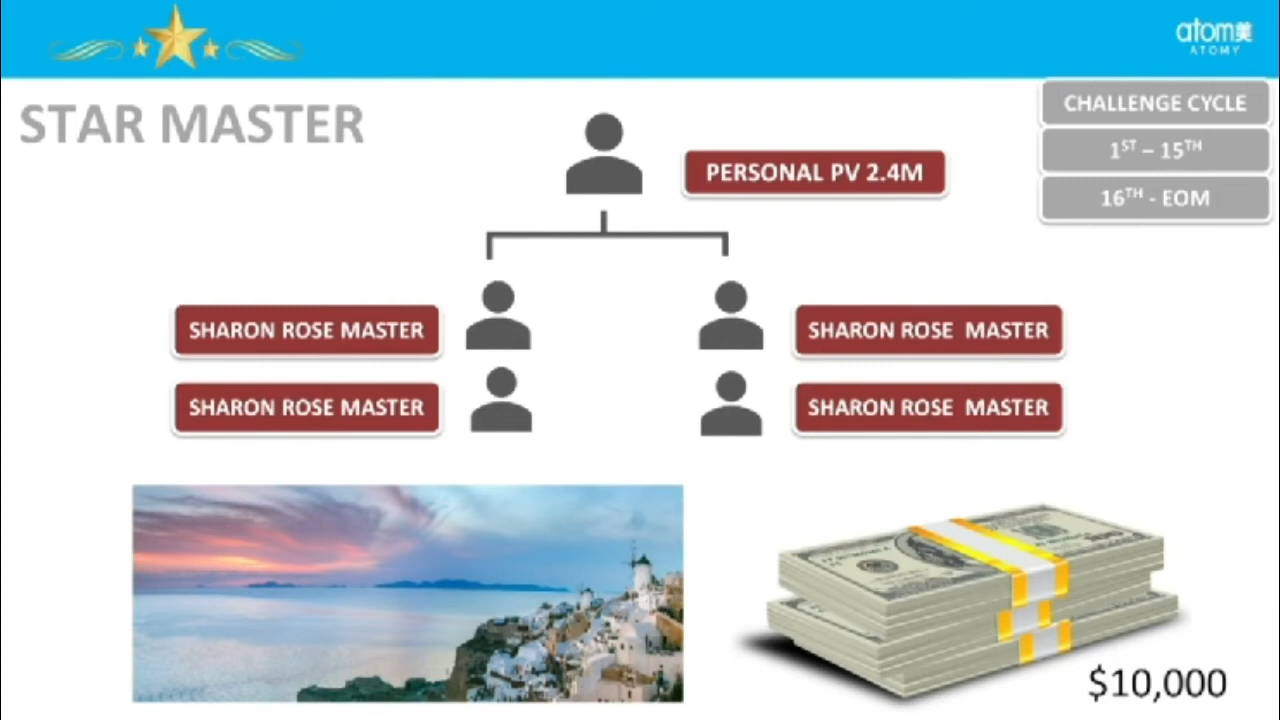 atom美
ATOMY
STAR MASTER
CHALLENGE CYCLE
1ST – 15TH
16TH - EOM
PERSONAL PV 2.4M
SHARON ROSE MASTER
SHARON ROSE MASTER
SHARON ROSE MASTER
SHARON ROSE MASTER
$10,000